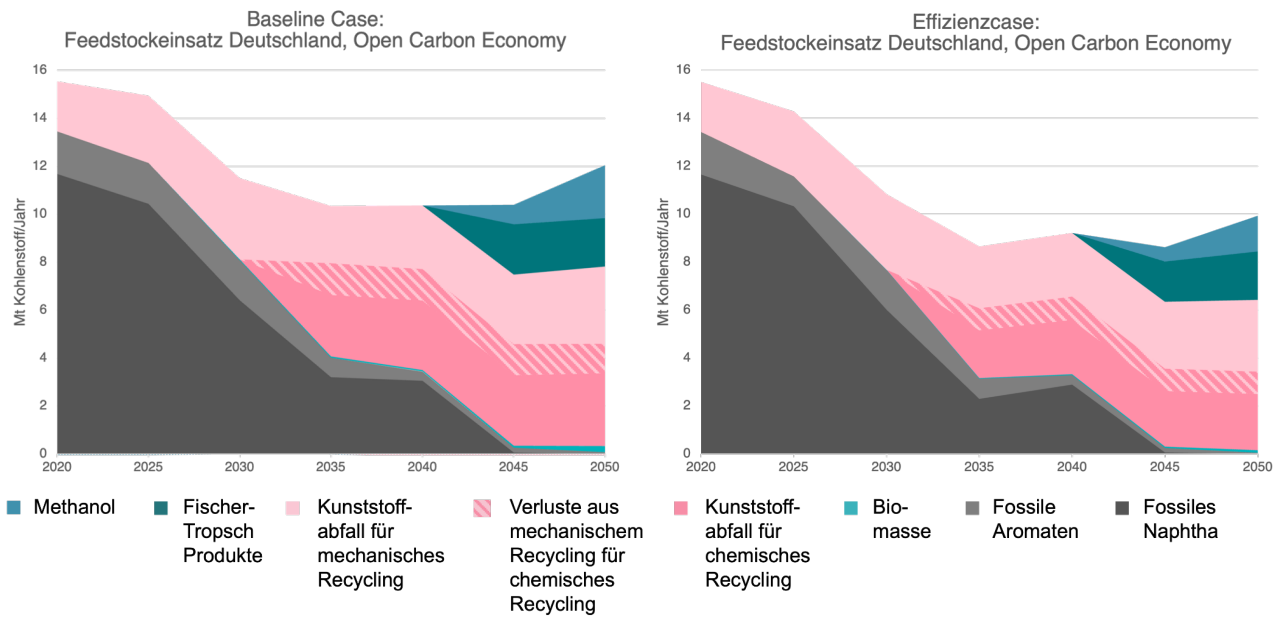 Baseline Case:
Feedstockeinsatz Deutschland, Open Carbon Economy
16
14
12
10
8
6
4
2
0
Mt Kohlenstoff/Jahr
2020 2025 2030 2035 2040 2045 2050
Effizienzcase:
Feedstockeinsatz Deutschland, Open Carbon Economy
16
14
12
10
8
6
4
2
0
Mt Kohlenstoff/Jahr
2020 2025 2030 2035 2040 2045 2050
Methanol
Fischer-
Tropsch
Produkte
Kunststoff-
abfall für
mechanisches
Recycling
Verluste aus
mechanischem
Recycling für
chemisches
Recycling
Kunststoff-
abfall für
chemisches
Recycling
Bio-
masse
Fossile
Aromaten
Fossiles
Naphtha